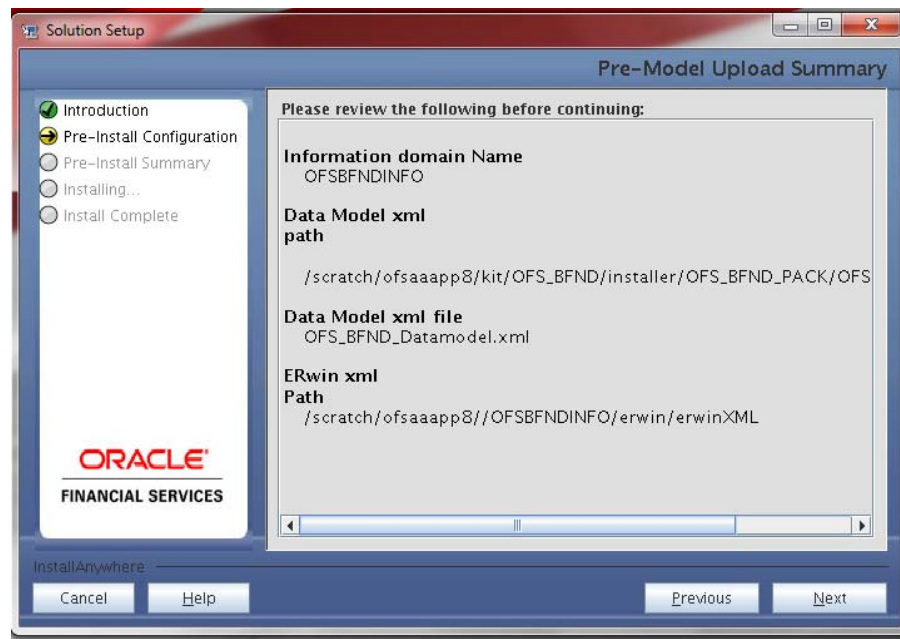 Solution Setup
Pre-Model Upload Summary
Introduction
Pre-Install Configuration
Pre-Install Summary
Installing...
Install Complete
ORACLE
FINANCIAL SERVICES
Please review the following before continuing:
Information domain Name
OFSBFNDINFO
Data Model xml
path
/scratch/ofsaaapp8/kit/OFS_BFND/installer/OFS_BFND_PACK/OFS
Data Model xml file
OFS_BFND_Datamodel.xml
ERwin xml
Path
/scratch/ofsaaapp8//OFSBFNDINFO/erwin/erwinXML
InstallAnywhere
Cancel
Help
Previous
Next